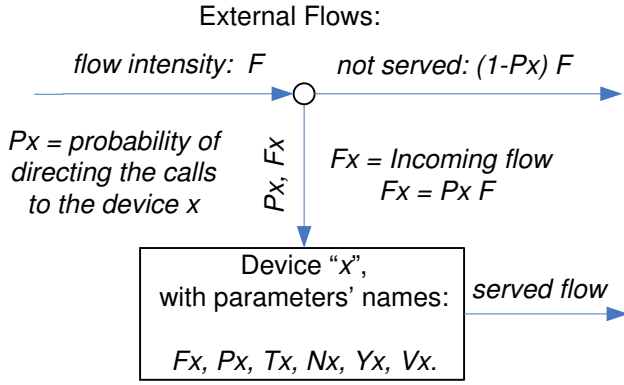 External Flows:
flow intensity: F
not served: (1-Px) F
Px = probability of
directing the calls
to the device x
Px, Fx
Fx = Incoming flow
Fx = Px F
Device “x”,
with parameters’ names:
Fx, Px, Tx, Nx, Yx, Vx.
served flow